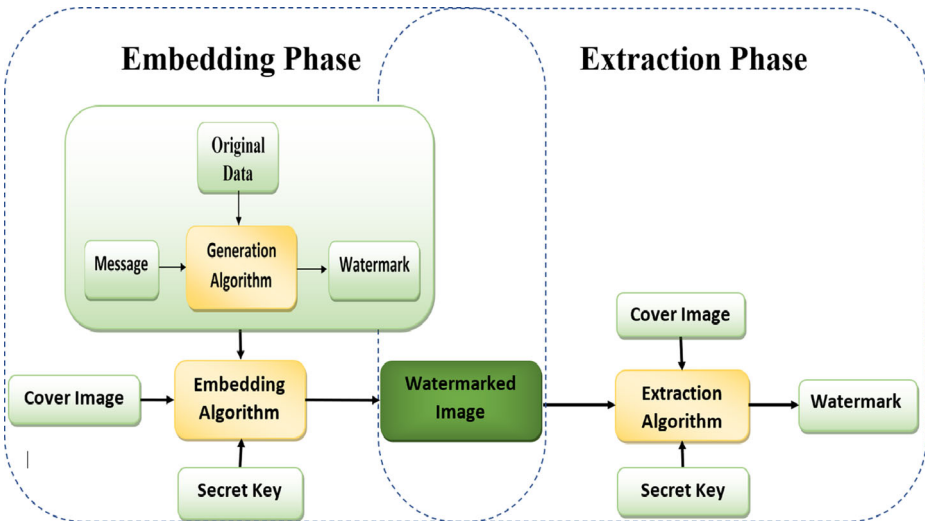 Embedding Phase
Extraction Phase
Original
Data
Message
Generation
Algorithm
Watermark
Cover Image
Embedding
Algorithm
Secret Key
Watermarked
Image
Cover Image
Extraction
Algorithm
Watermark
Secret Key